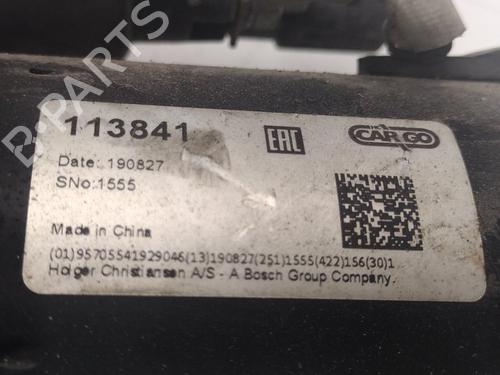 113841
EAC
CARGO
Date: 190827
SNo:1555
Made in China
(01)95705541929046(13)190827(251)1555(422)156(30)1
Holger Christiansen A/S - A Bosch Group Company.
B-PARTS